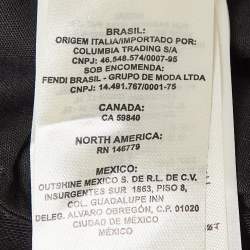 BRASIL:
ORIGEM ITALIA/IMPORTADO POR:
COLUMBIA TRADING S/A
CNPJ: 46.548.574/0007-95
SOB ENCOMENDA:
FENDI BRASIL - GRUPO DE MODA LTDA
CNPJ: 14.491.767/0001-75
CANADA:
CA 59840
NORTH AMERICA:
RN 146779
MEXICO:
OUTSHINE MEXICO S. DE R.L. DE C.V.
INSURGENTES SUR 1863, PISO 8,
COL. GUADALUPE INN
DELEG. ALVARO OBREGÓN, C.P. 01020
CIUDAD DE MEXICO